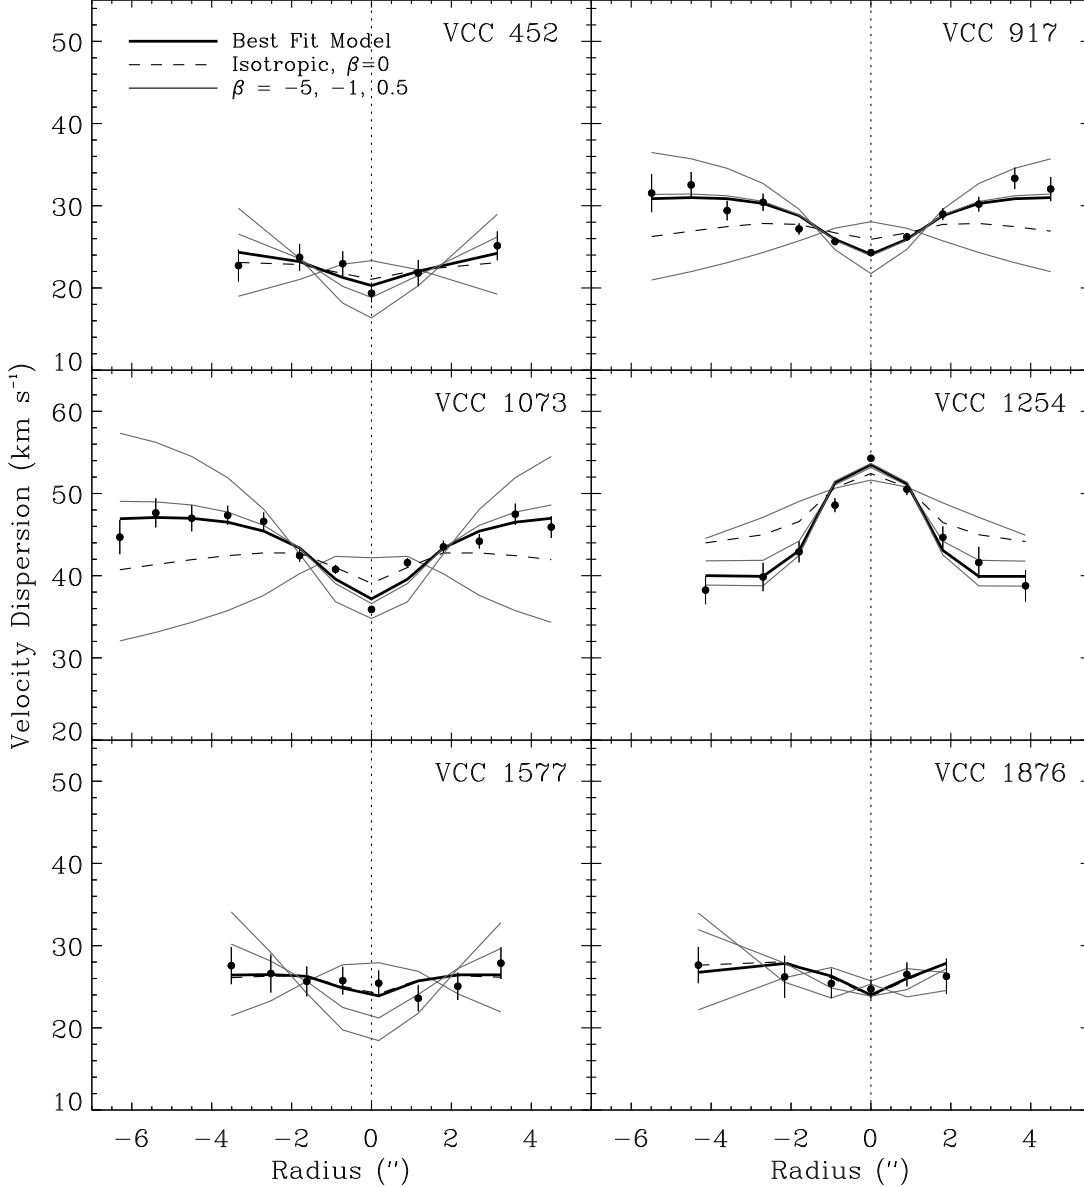 VCC 452
VCC 917
Best Fit Model
Isotropic, β=0
β = −5, −1, 0.5
50
40
30
20
10
VCC 1073
VCC 1254
60
50
40
30
20
Velocity Dispersion (km s⁻¹)
VCC 1577
VCC 1876
50
40
30
20
10
−6 −4 −2 0 2 4 −6 −4 −2 0 2 4
Radius (″) Radius (″)